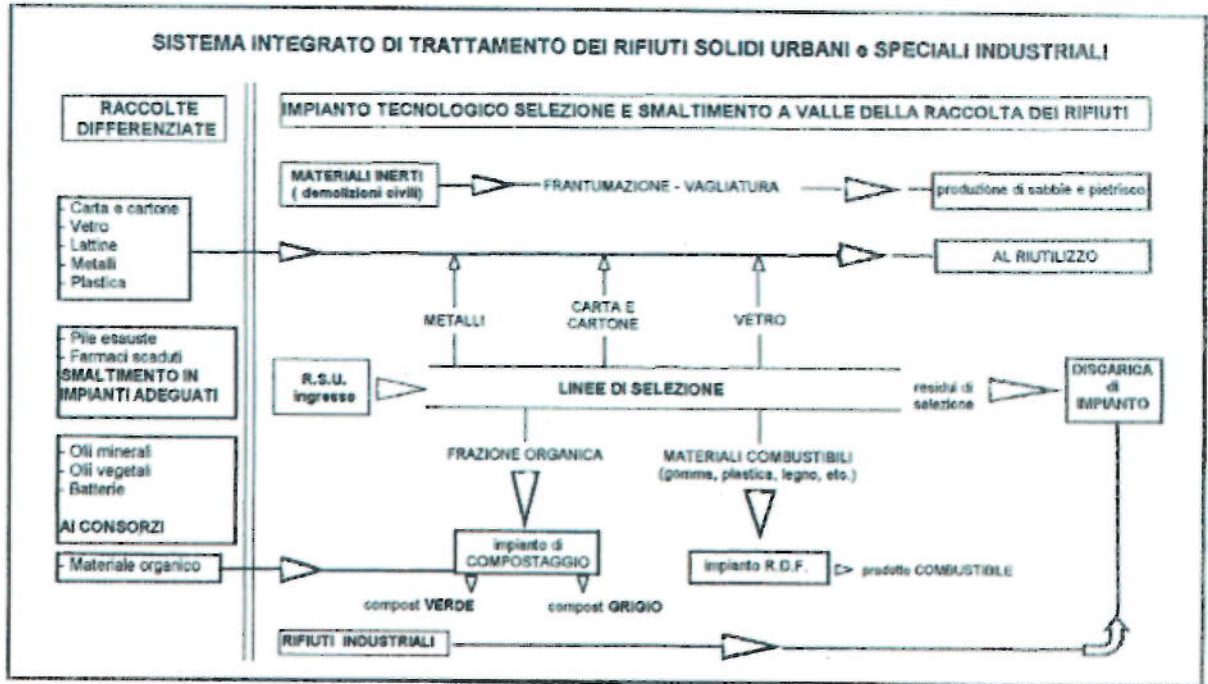 SISTEMA INTEGRATO DI TRATTAMENTO DEI RIFIUTI SOLIDI URBANI e SPECIALI INDUSTRIALI
RACCOLTE
DIFFERENZIATE
IMPIANTO TECNOLOGICO SELEZIONE E SMALTIMENTO A VALLE DELLA RACCOLTA DEI RIFIUTI
MATERIALI INERTI
( demolizioni civili)
FRANTUMAZIONE - VAGLIATURA
produzione di sabbie e pietrisco
- Carta e cartone
- Vetro
- Lattine
- Metalli
- Plastica
AL RIUTILIZZO
METALLI
CARTA E
CARTONE
VETRO
- Pile esauste
- Farmaci scaduti
SMALTIMENTO IN
IMPIANTI ADEGUATI
R.S.U.
ingresso
LINEE DI SELEZIONE
residui di
selezione
DISCARICA
di
IMPIANTO
- Olii minerali
- Olii vegetali
- Batterie
AI CONSORZI
FRAZIONE ORGANICA
MATERIALI COMBUSTIBILI
(gomma, plastica, legno, etc.)
- Materiale organico
impianto di
COMPOSTAGGIO
impianto R.D.F.
prodotto COMBUSTIBILE
compost VERDE
compost GRIGIO
RIFIUTI INDUSTRIALI